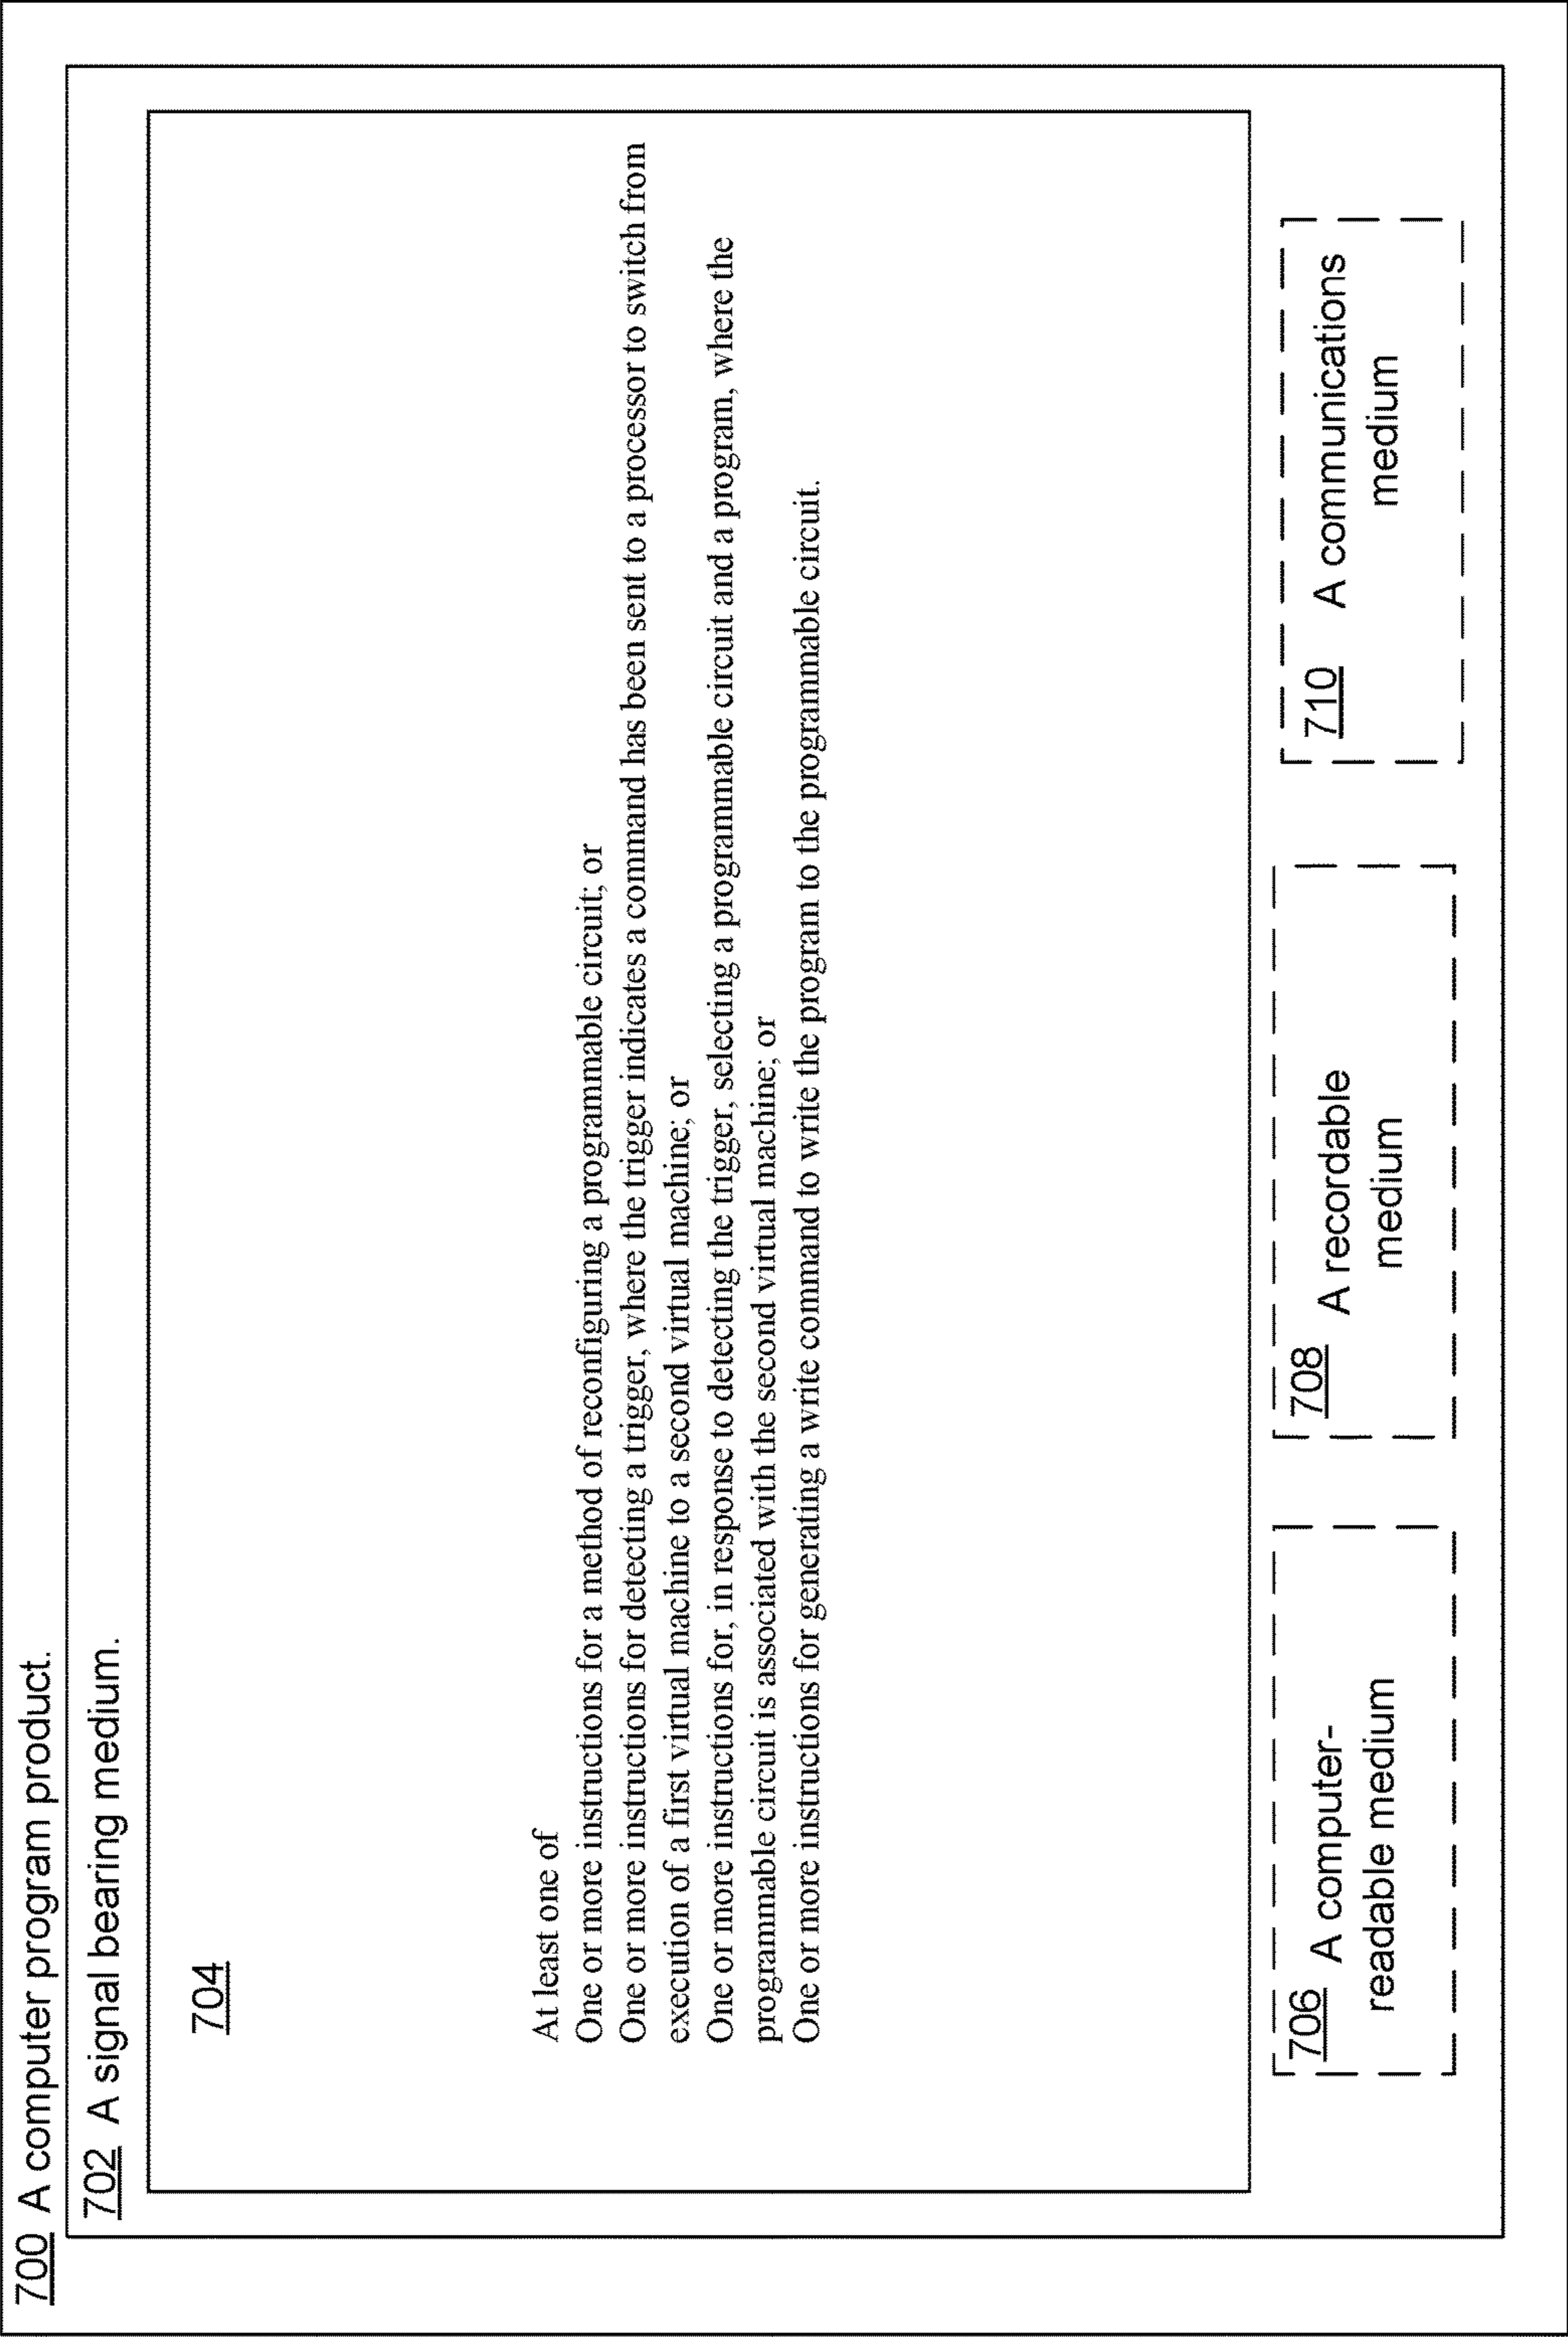 700 A computer program product.
702 A signal bearing medium.
704
At least one of
One or more instructions for a method of reconfiguring a programmable circuit; or
One or more instructions for detecting a trigger, where the trigger indicates a command has been sent to a processor to switch from
execution of a first virtual machine to a second virtual machine; or
One or more instructions for, in response to detecting the trigger, selecting a programmable circuit and a program, where the
programmable circuit is associated with the second virtual machine; or
One or more instructions for generating a write command to write the program to the programmable circuit.
706 A computer-
readable medium
708 A recordable
medium
710 A communications
medium